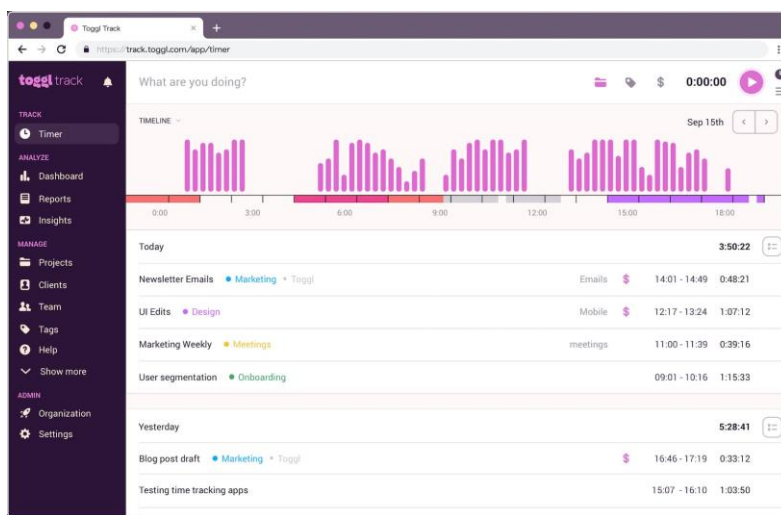 Toggl Track
https://track.toggl.com/app/timer
toggl track
TRACK
Timer
ANALYZE
Dashboard
Reports
Insights
MANAGE
Projects
Clients
Team
Tags
Help
Show more
ADMIN
Organization
Settings
What are you doing? $ 0:00:00
TIMELINE Sep 15th
0:00 3:00 6:00 9:00 12:00 15:00 18:00
Today 3:50:22
Newsletter Emails • Marketing • Toggl Emails $ 14:01 - 14:49 0:48:21
UI Edits • Design Mobile $ 12:17 - 13:24 1:07:12
Marketing Weekly • Meetings meetings 11:00 - 11:39 0:39:16
User segmentation • Onboarding 09:01 - 10:16 1:15:33
Yesterday 5:28:41
Blog post draft • Marketing • Toggl $ 16:46 - 17:19 0:33:12
Testing time tracking apps 15:07 - 16:10 1:03:50